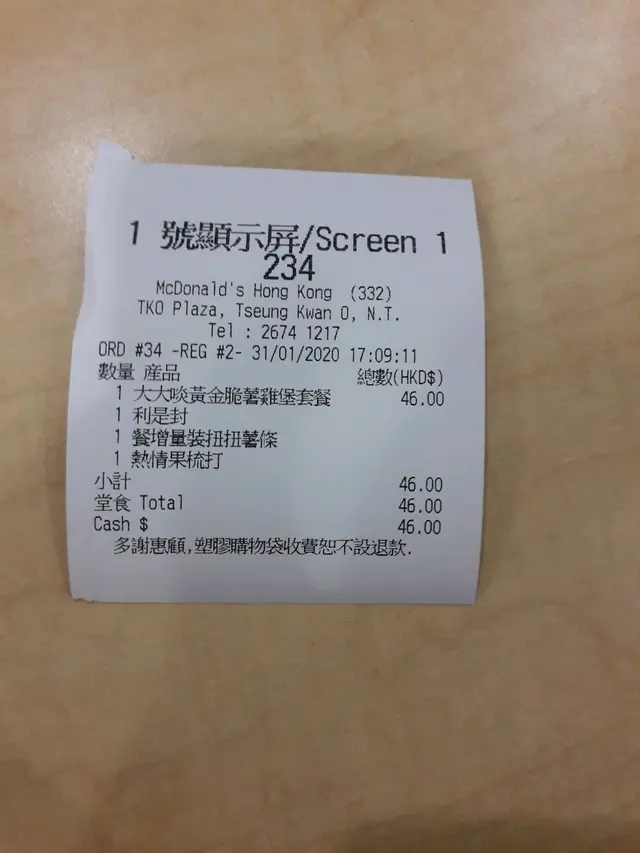 1 號顯示屏/Screen 1
234
McDonald's Hong Kong (332)
TKO Plaza, Tseung Kwan O, N.T.
Tel : 2674 1217
ORD #34 -REG #2- 31/01/2020 17:09:11
數量 產品 總數(HKD$)
1 大大啖黃金脆薯雞堡套餐 46.00
1 利是封
1 餐增量裝扭扭薯條
1 熱情果梳打
小計 46.00
堂食 Total 46.00
Cash $ 46.00
多謝惠顧,塑膠購物袋收費恕不設退款.